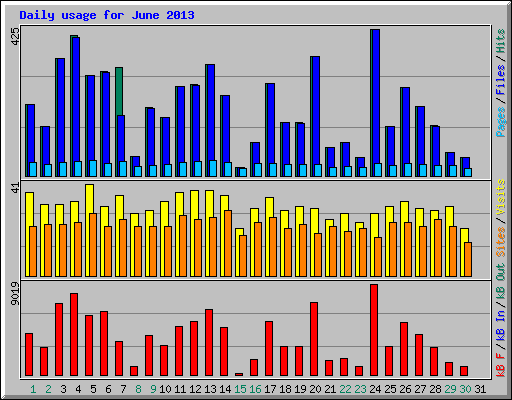 Daily usage for June 2013
425
Pages / Files / Hits
41
Sites / Visits
9019
kB F / kB In / kB Out
1 2 3 4 5 6 7 8 9 10 11 12 13 14 15 16 17 18 19 20 21 22 23 24 25 26 27 28 29 30 31